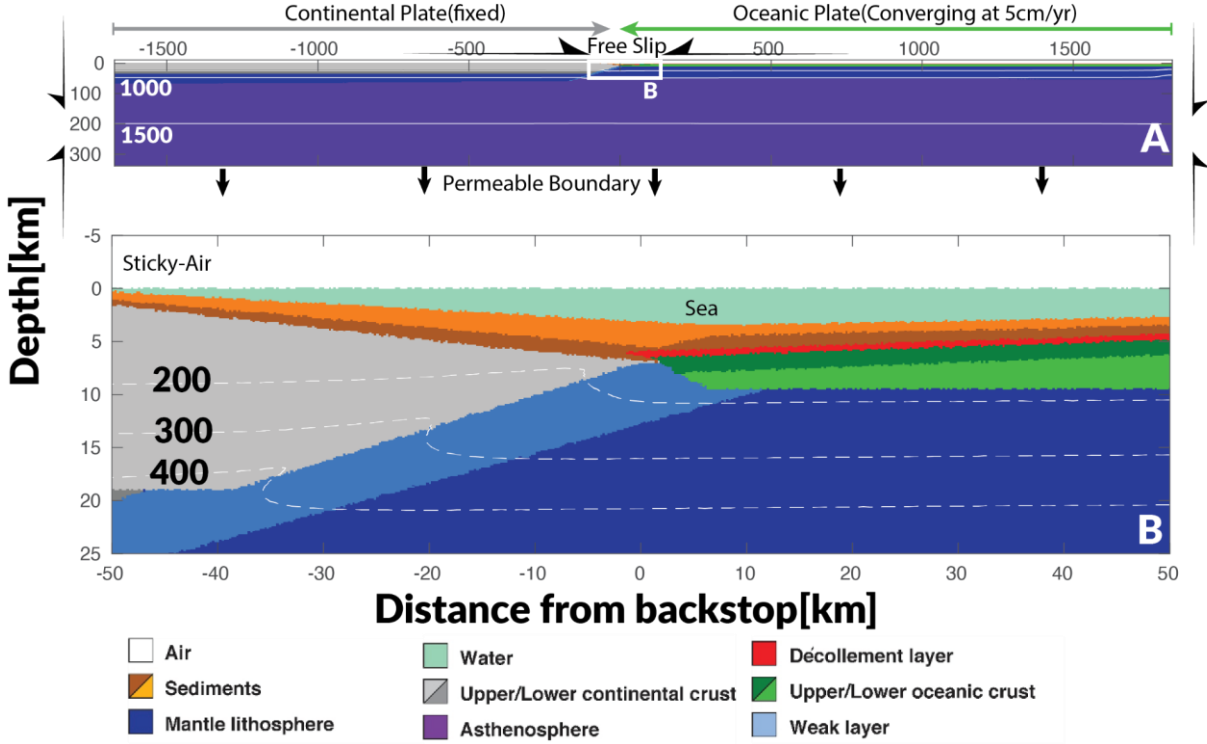 Continental Plate(fixed) Oceanic Plate(Converging at 5cm/yr)
-1500 -1000 -500 Free Slip 500 1000 1500
0
1000
100
B
200
1500
A
300
Permeable Boundary
Depth[km]
-5
Sticky-Air
0
Sea
5
200
10
300
15
400
20
B
25
-50 -40 -30 -20 -10 0 10 20 30 40 50
Distance from backstop[km]
Air Water Décollement layer
Sediments Upper/Lower continental crust Upper/Lower oceanic crust
Mantle lithosphere Asthenosphere Weak layer